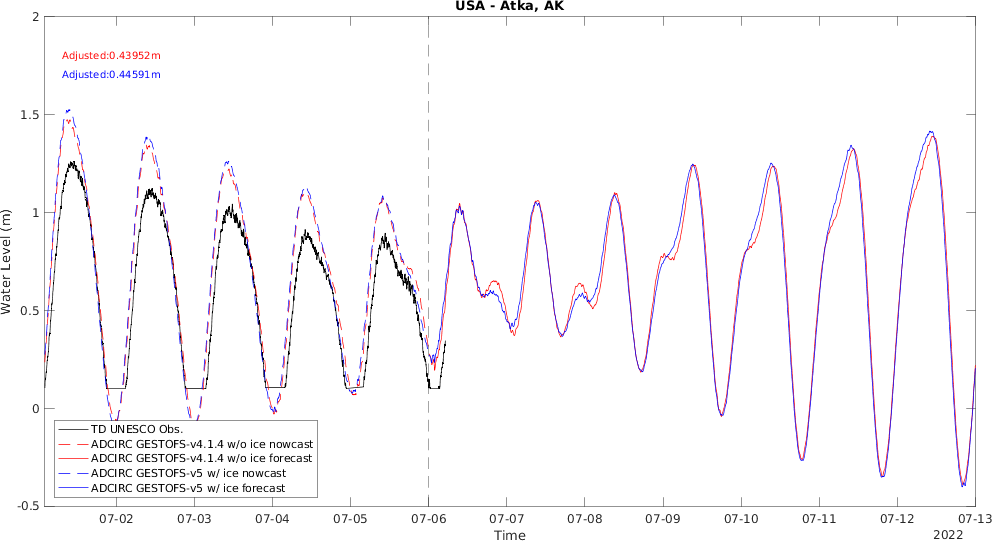 USA - Atka, AK
2
1.5
1
0.5
0
-0.5
Water Level (m)
Adjusted:0.43952m
Adjusted:0.44591m
TD UNESCO Obs.
ADCIRC GESTOFS-v4.1.4 w/o ice nowcast
ADCIRC GESTOFS-v4.1.4 w/o ice forecast
ADCIRC GESTOFS-v5 w/ ice nowcast
ADCIRC GESTOFS-v5 w/ ice forecast
07-02 07-03 07-04 07-05 07-06 07-07 07-08 07-09 07-10 07-11 07-12 07-13
Time
2022